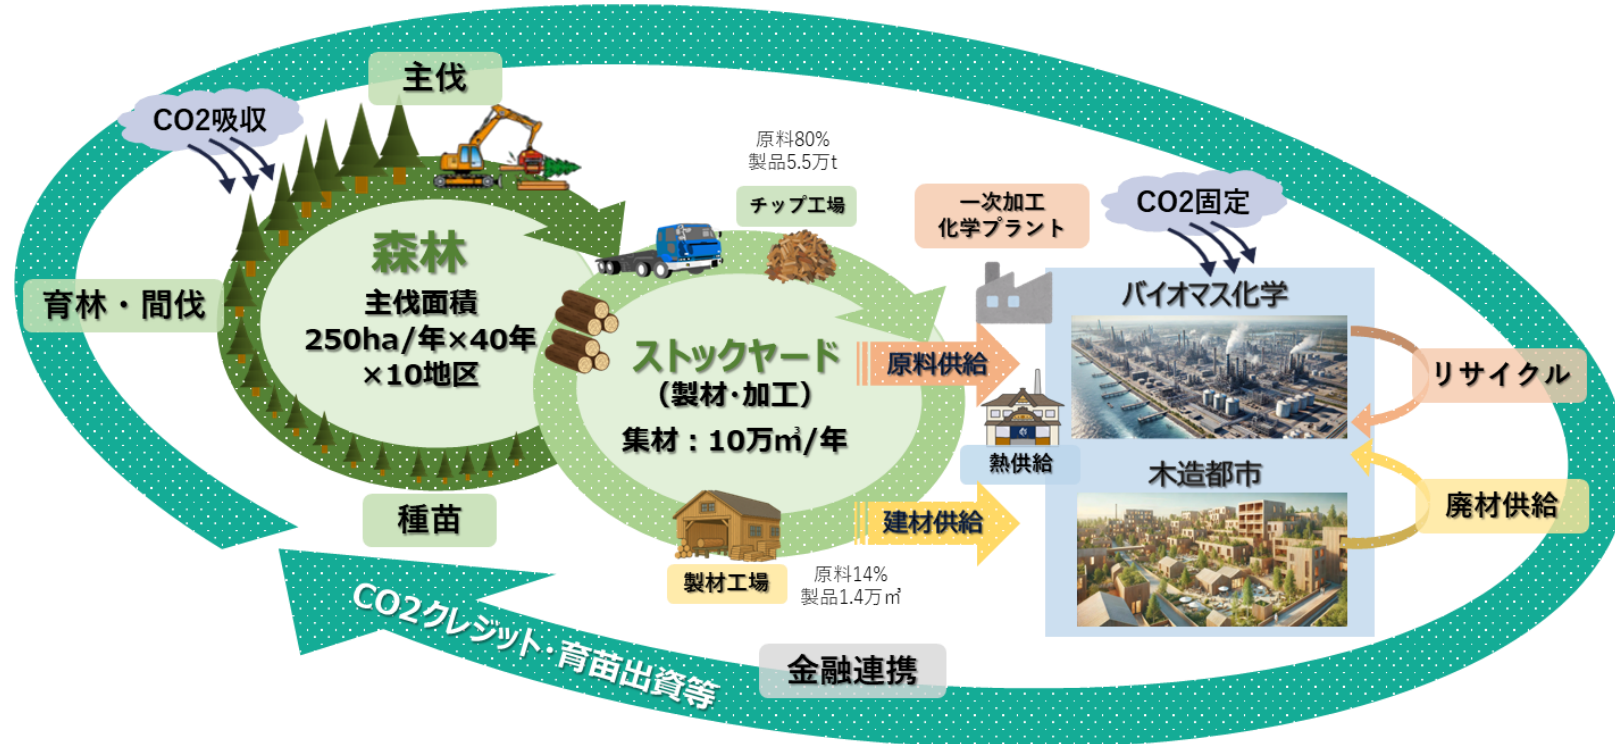 主伐
CO2吸収
原料80%
製品5.5万t
チップ工場
一次加工
化学プラント
CO2固定
森林
主伐面積
250ha/年×40年
×10地区
育林・間伐
バイオマス化学
ストックヤード
（製材･加工）
集材：10万㎥/年
原料供給
リサイクル
熱供給
木造都市
種苗
建材供給
廃材供給
製材工場
原料14%
製品1.4万㎥
CO2クレジット･育苗出資等
金融連携